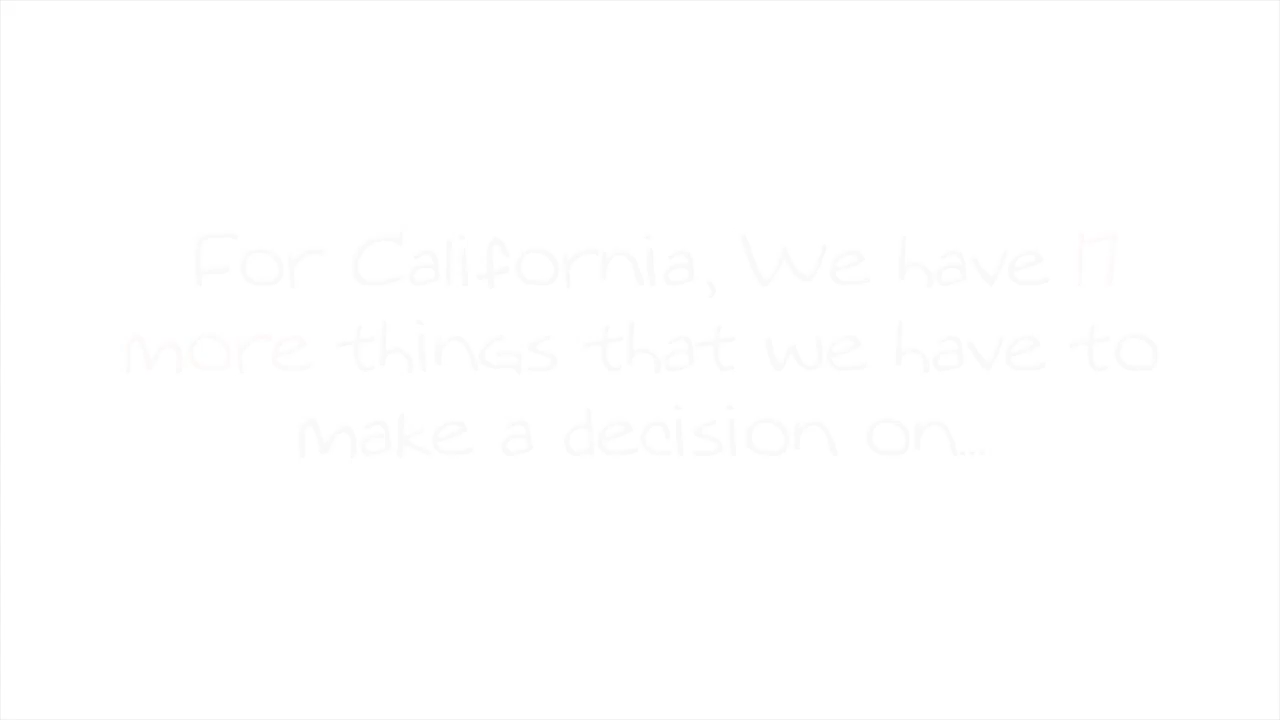 For California, We have 17
more things that we have to
make a decision on...